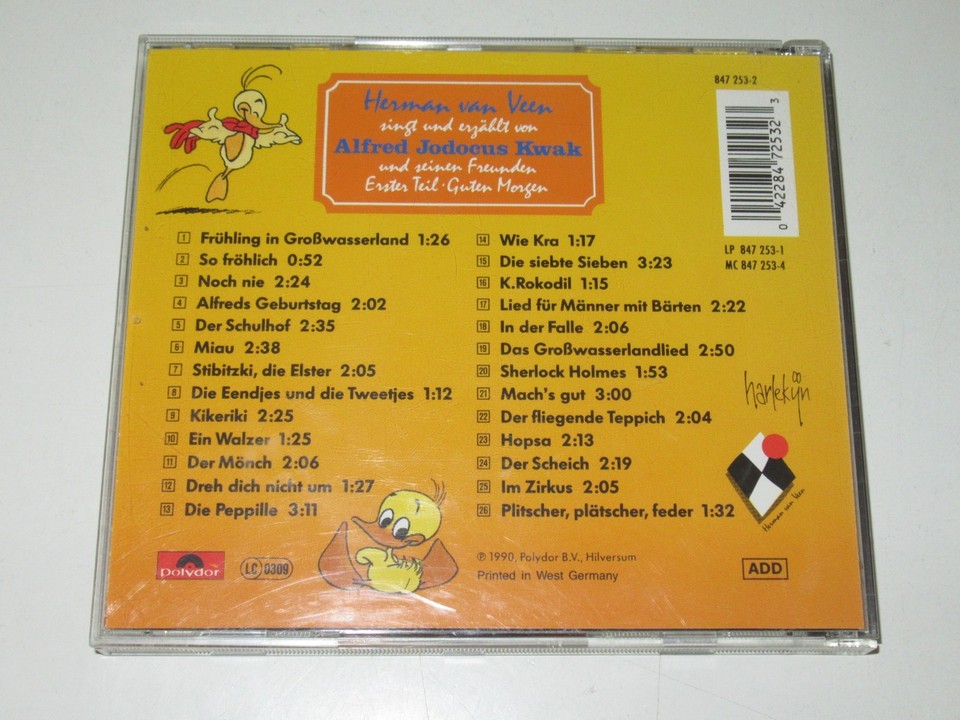 Herman van Veen
singt und erzählt von
Alfred Jodocus Kwak
und seinen Freunden
Erster Teil · Guten Morgen
847 253-2
0 42284 72532 3
LP 847 253-1
MC 847 253-4
1 Frühling in Großwasserland 1:26
2 So fröhlich 0:52
3 Noch nie 2:24
4 Alfreds Geburtstag 2:02
5 Der Schulhof 2:35
6 Miau 2:38
7 Stibitzki, die Elster 2:05
8 Die Eendjes und die Tweetjes 1:12
9 Kikeriki 2:25
10 Ein Walzer 1:25
11 Der Mönch 2:06
12 Dreh dich nicht um 1:27
13 Die Peppille 3:11
14 Wie Kra 1:17
15 Die siebte Sieben 3:23
16 K.Rokodil 1:15
17 Lied für Männer mit Bärten 2:22
18 In der Falle 2:06
19 Das Großwasserlandlied 2:50
20 Sherlock Holmes 1:53
21 Mach's gut 3:00
22 Der fliegende Teppich 2:04
23 Hopsa 2:13
24 Der Scheich 2:19
25 Im Zirkus 2:05
26 Plitscher, plätscher, feder 1:32
harlekijn
Herman van Veen
Polydor
LC 0309
℗ 1990, Polydor B.V., Hilversum
Printed in West Germany
ADD